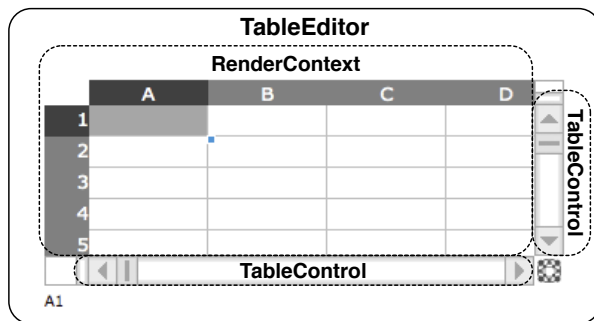 TableEditor
RenderContext
A B C D
1
2
3
4
5
TableControl
TableControl
A1